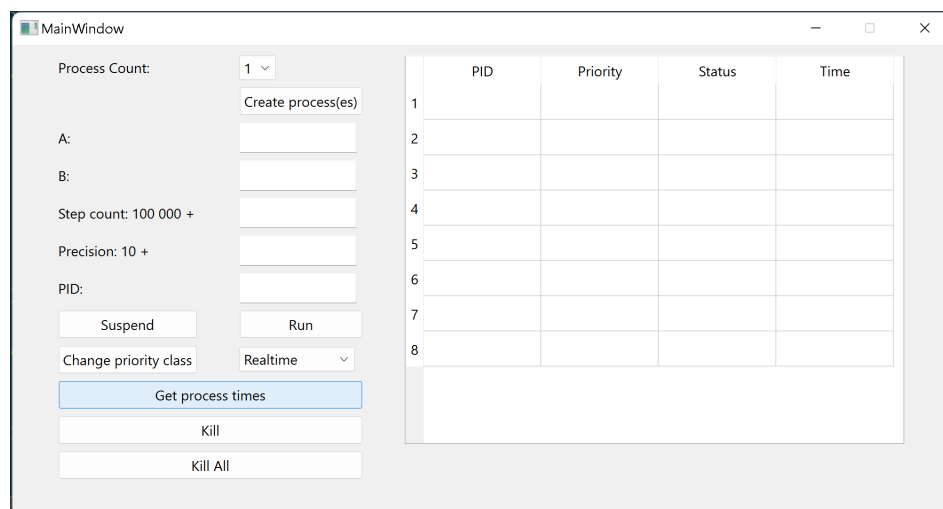 MainWindow
Process Count:
1
Create process(es)
A:
B:
Step count: 100 000 +
Precision: 10 +
PID:
Suspend
Run
Change priority class
Realtime
Get process times
Kill
Kill All
PID Priority Status Time
1
2
3
4
5
6
7
8